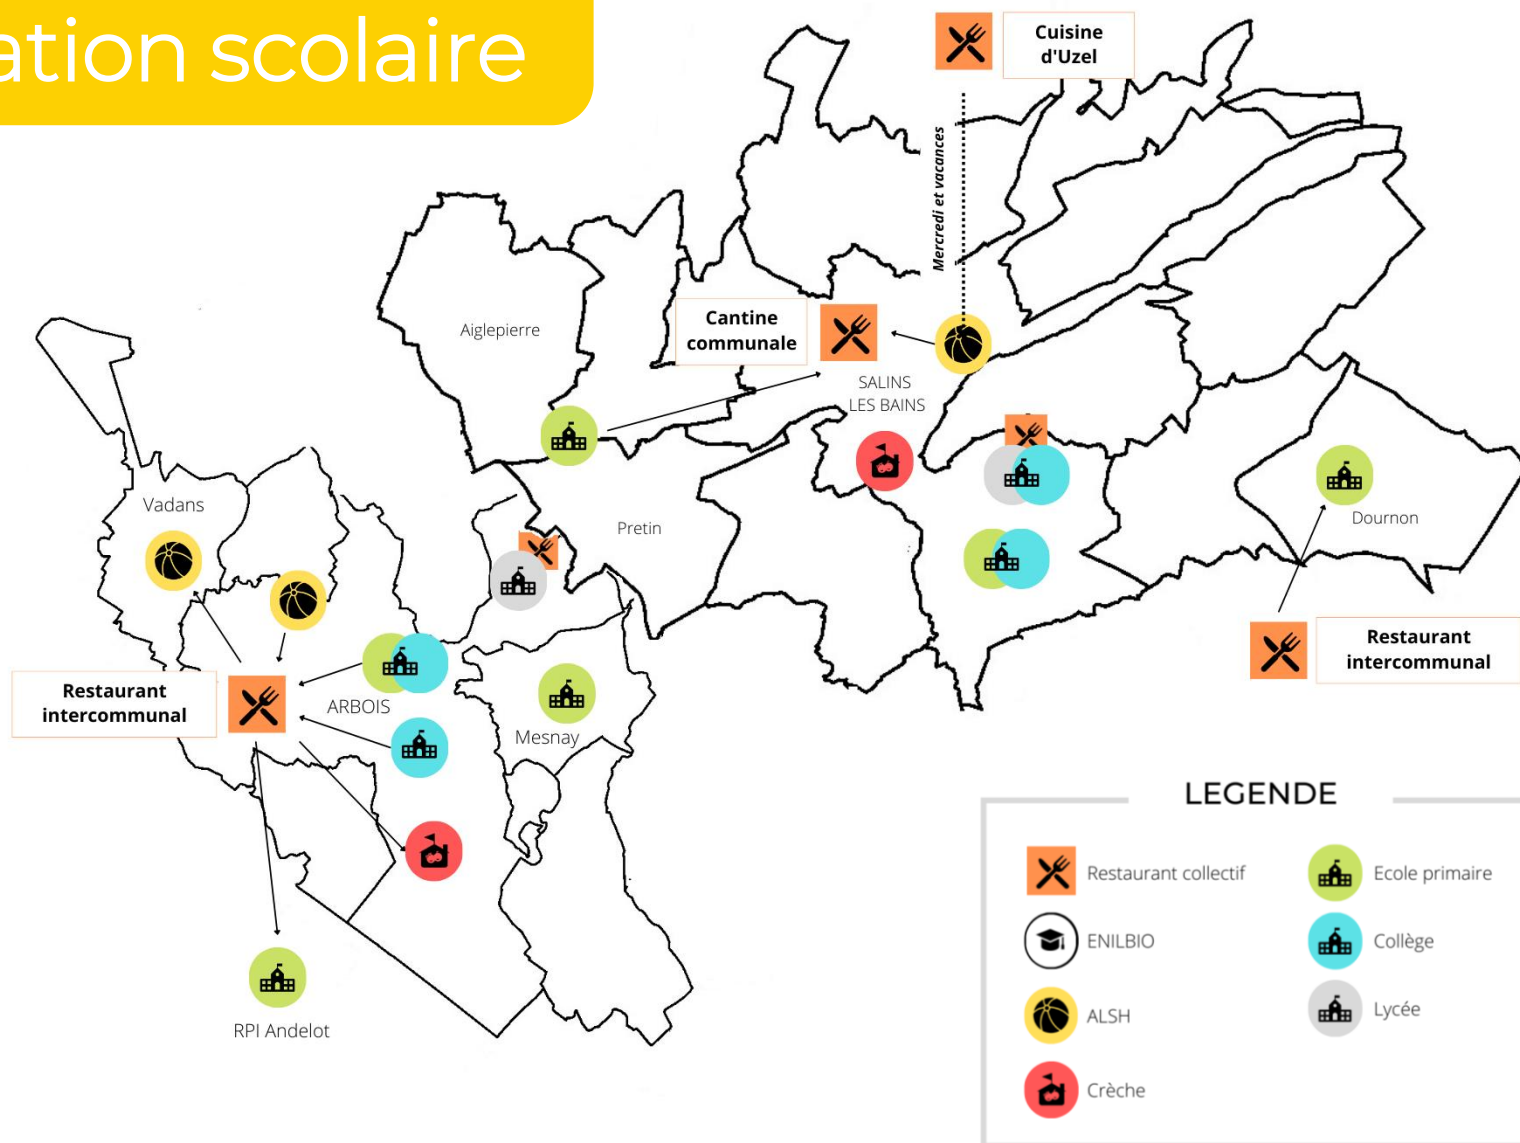 ation scolaire
Cuisine
d'Uzel
Mercredi et vacances
Aiglepierre
Cantine
communale
SALINS
LES BAINS
Vadans
Pretin
Dournon
Restaurant
intercommunal
Restaurant
intercommunal
ARBOIS
Mesnay
RPI Andelot
LEGENDE
Restaurant collectif
Ecole primaire
ENILBIO
Collège
ALSH
Lycée
Crèche